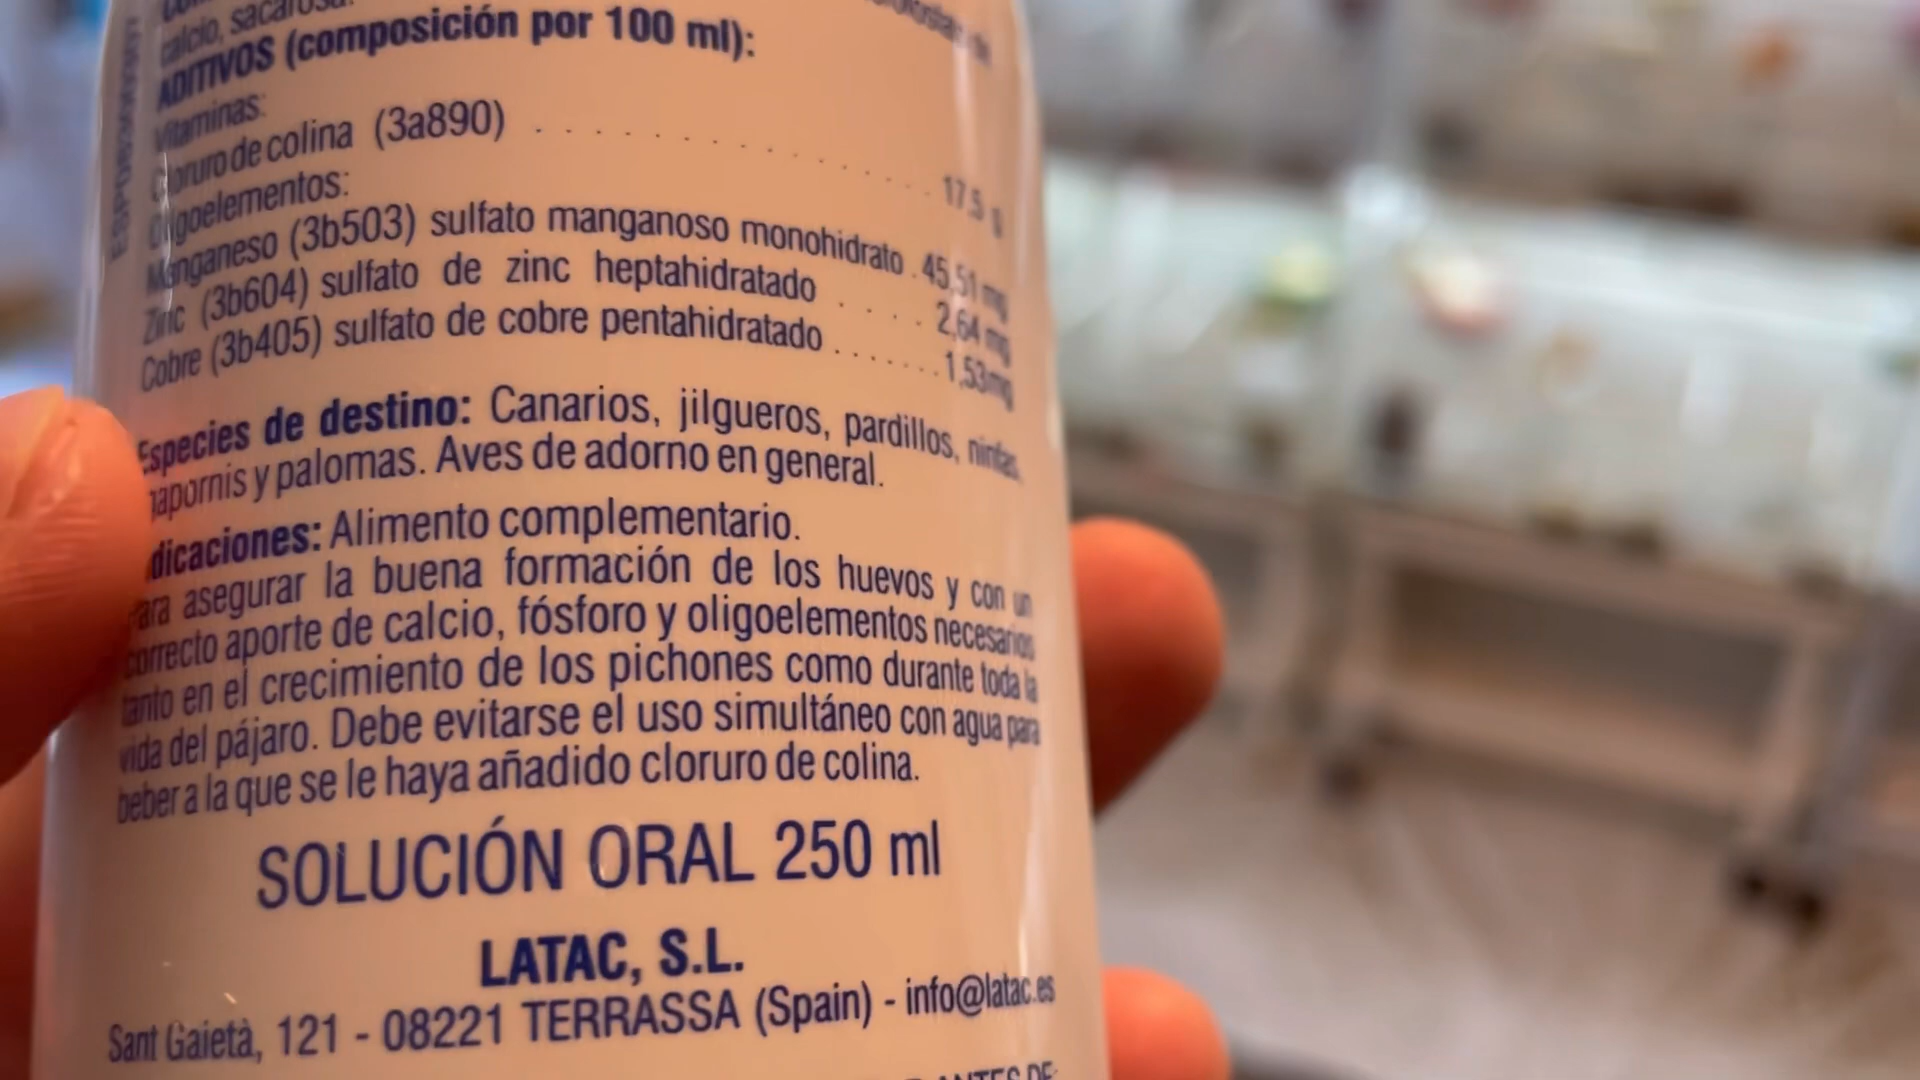 calcio, sacarosa.
ADITIVOS (composición por 100 ml):
Vitaminas:
Cloruro de colina (3a890) . . . . . . . . . . . . . . . . . 17,5 g
Oligoelementos:
Manganeso (3b503) sulfato manganoso monohidrato . 45,51 mg
Zinc (3b604) sulfato de zinc heptahidratado . . . . . 2,64 mg
Cobre (3b405) sulfato de cobre pentahidratado . . . . . . . 1,53mg
Especies de destino: Canarios, jilgueros, pardillos, ninfas,
agapornis y palomas. Aves de adorno en general.
dicaciones: Alimento complementario.
Para asegurar la buena formación de los huevos y con un
correcto aporte de calcio, fósforo y oligoelementos necesarios
tanto en el crecimiento de los pichones como durante toda la
vida del pájaro. Debe evitarse el uso simultáneo con agua para
beber a la que se le haya añadido cloruro de colina.
SOLUCIÓN ORAL 250 ml
LATAC, S.L.
Sant Gaietà, 121 - 08221 TERRASSA (Spain) - info@latac.es
ANTES DE: